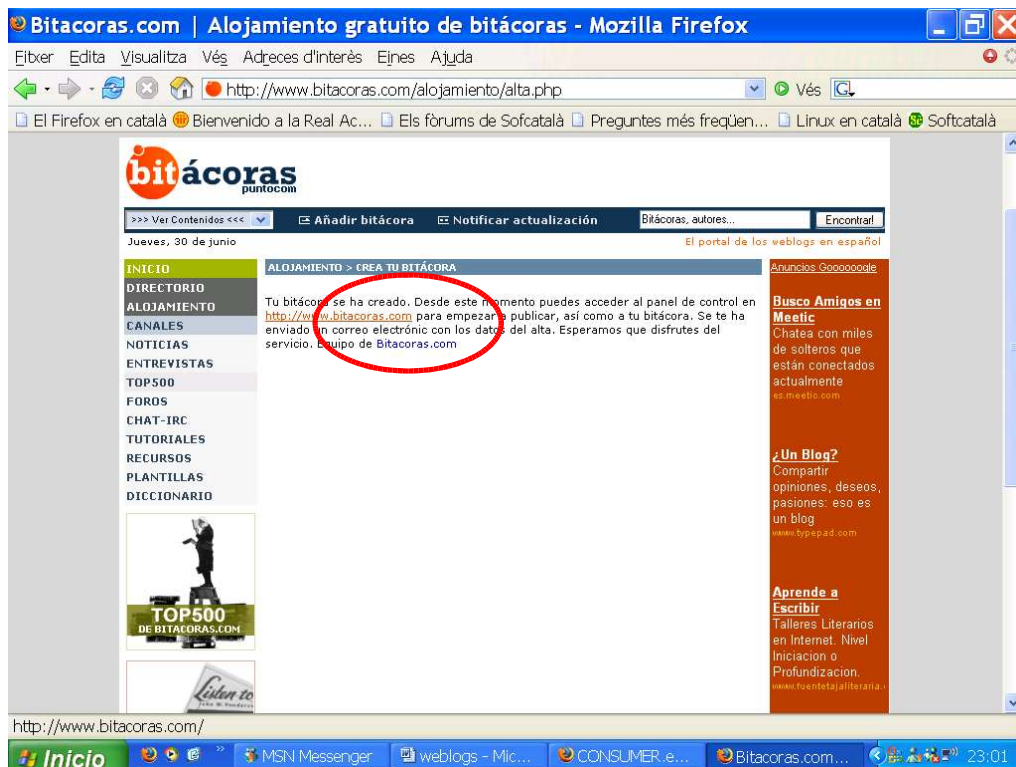 Bitacoras.com | Alojamiento gratuito de bitácoras - Mozilla Firefox
Fitxer Edita Visualitza Vés Adreces d'interès Eines Ajuda
http://www.bitacoras.com/alojamiento/alta.php Vés
El Firefox en català Bienvenido a la Real Ac... Els fòrums de Sofcatalà Preguntes més freqüen... Linux en català Softcatalà
bitácoras
puntocom
>>> Ver Contenidos <<< Añadir bitácora Notificar actualización Bitácoras, autores... Encontrar!
Jueves, 30 de junio El portal de los weblogs en español
INICIO
DIRECTORIO
ALOJAMIENTO
CANALES
NOTICIAS
ENTREVISTAS
TOP500
FOROS
CHAT-IRC
TUTORIALES
RECURSOS
PLANTILLAS
DICCIONARIO
TOP500
DE BITACORAS.COM
Listen to
ALOJAMIENTO > CREA TU BITÁCORA
Tu bitácora se ha creado. Desde este momento puedes acceder al panel de control en
http://www.bitacoras.com para empezar a publicar, así como a tu bitácora. Se te ha
enviado un correo electrónic con los datos del alta. Esperamos que disfrutes del
servicio. Equipo de Bitacoras.com
Anuncios Goooooogle
Busco Amigos en
Meetic
Chatea con miles
de solteros que
están conectados
actualmente
es.meetic.com
¿Un Blog?
Compartir
opiniones, deseos,
pasiones: eso es
un blog
www.typepad.com
Aprende a
Escribir
Talleres Literarios
en Internet. Nivel
Iniciacion o
Profundizacion.
www.fuentetajaliteraria.
http://www.bitacoras.com/
Inicio MSN Messenger weblogs - Mic... CONSUMER.e... Bitacoras.com... 23:01